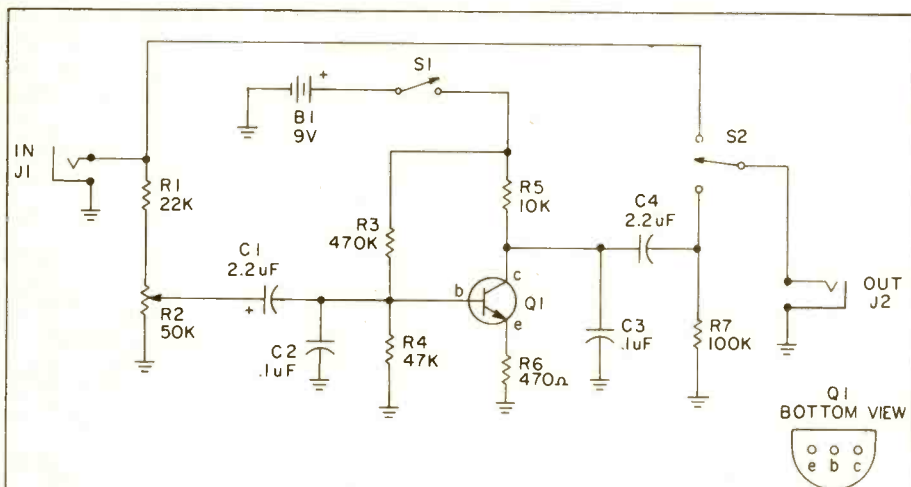 S1
+
B1
9V
S2
IN
J1
R1
22K
R5
10K
C4
2.2uF
R3
470K
C1
2.2uF
+
b
c
e
Q1
OUT
J2
R2
50K
C2
.1uF
R4
47K
R6
470Ω
C3
.1uF
R7
100K
Q1
BOTTOM VIEW
e b c